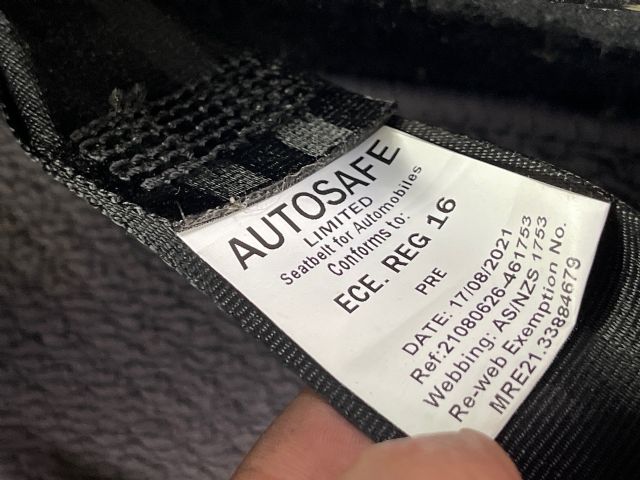 AUTOSAFE
LIMITED
Seatbelt for Automobiles
Conforms to:
ECE. REG 16
PRE
DATE: 17/08/2021
Ref:21080626-461753
Webbing: AS/NZS 1753
Re-web Exemption No.
MRE21.33884679